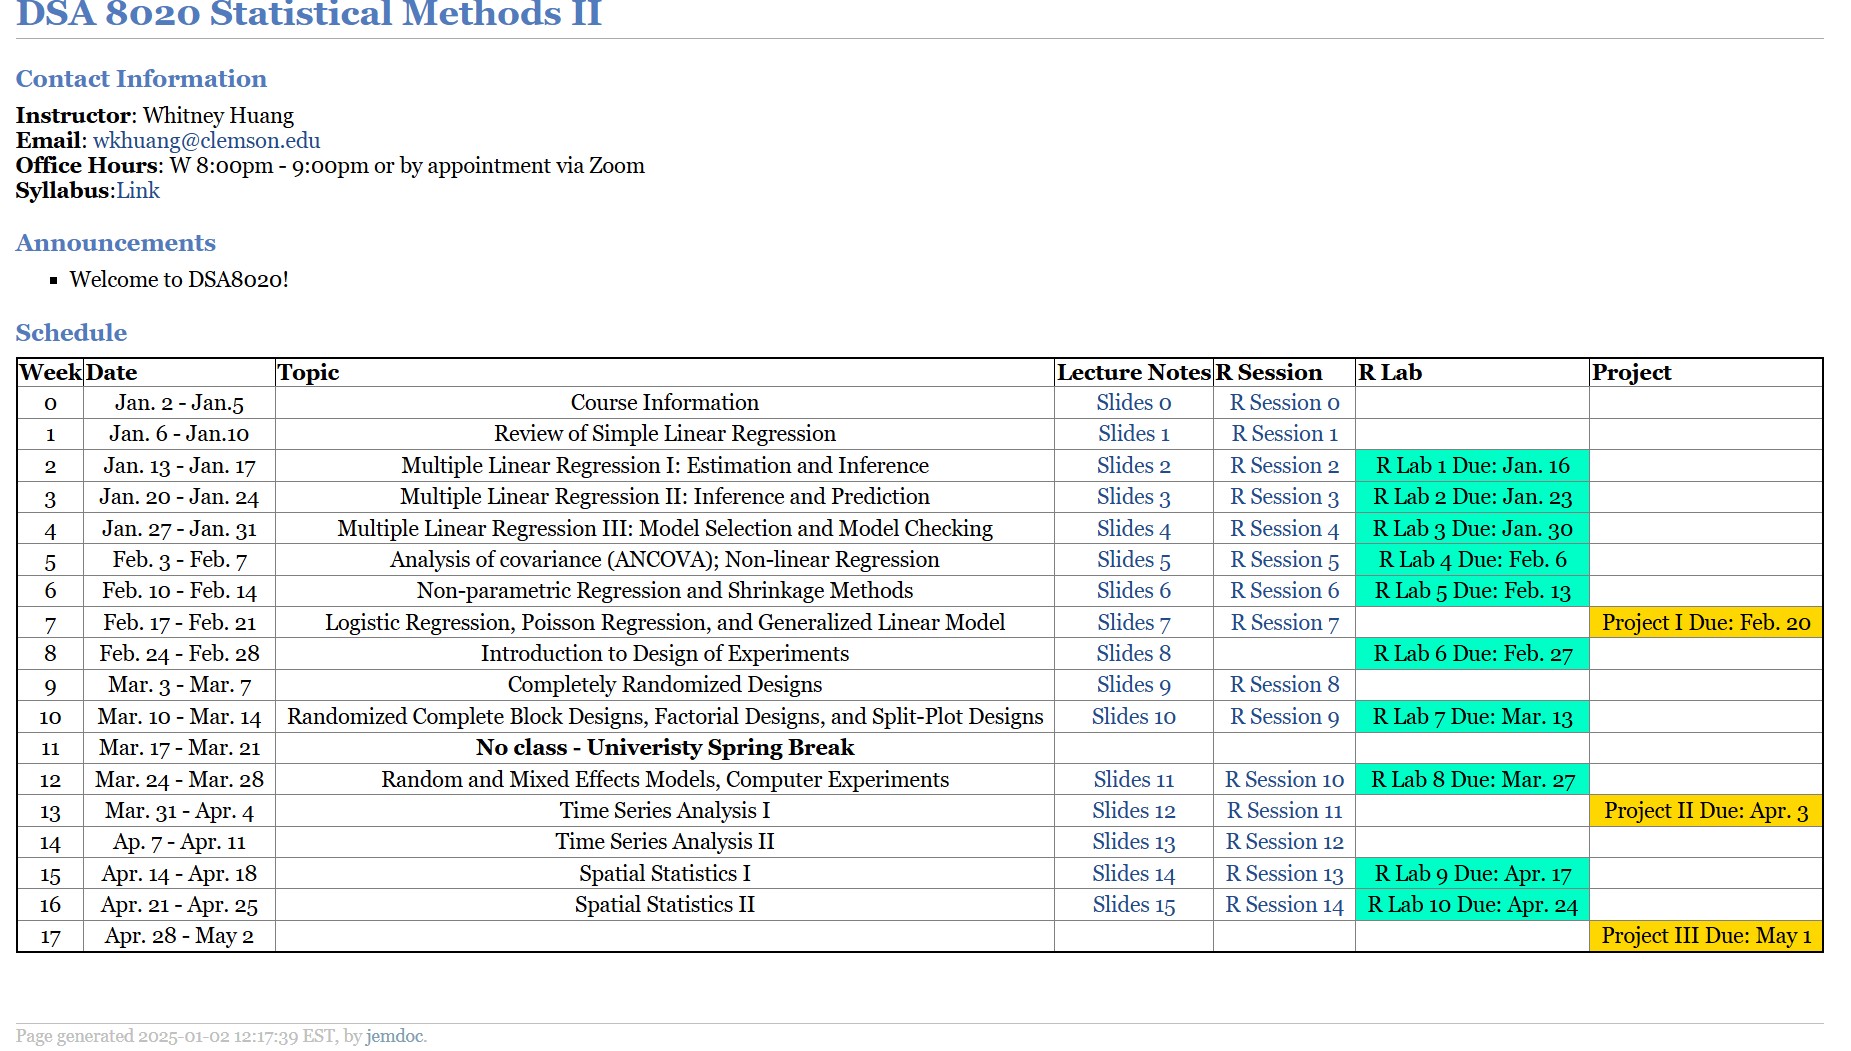 DSA 8020 Statistical Methods II
Contact Information
Instructor: Whitney Huang
Email: wkhuang@clemson.edu
Office Hours: W 8:00pm - 9:00pm or by appointment via Zoom
Syllabus:Link
Announcements
Welcome to DSA8020!
Schedule
Week Date Topic Lecture Notes R Session R Lab Project
0 Jan. 2 - Jan.5 Course Information Slides 0 R Session 0
1 Jan. 6 - Jan.10 Review of Simple Linear Regression Slides 1 R Session 1
2 Jan. 13 - Jan. 17 Multiple Linear Regression I: Estimation and Inference Slides 2 R Session 2 R Lab 1 Due: Jan. 16
3 Jan. 20 - Jan. 24 Multiple Linear Regression II: Inference and Prediction Slides 3 R Session 3 R Lab 2 Due: Jan. 23
4 Jan. 27 - Jan. 31 Multiple Linear Regression III: Model Selection and Model Checking Slides 4 R Session 4 R Lab 3 Due: Jan. 30
5 Feb. 3 - Feb. 7 Analysis of covariance (ANCOVA); Non-linear Regression Slides 5 R Session 5 R Lab 4 Due: Feb. 6
6 Feb. 10 - Feb. 14 Non-parametric Regression and Shrinkage Methods Slides 6 R Session 6 R Lab 5 Due: Feb. 13
7 Feb. 17 - Feb. 21 Logistic Regression, Poisson Regression, and Generalized Linear Model Slides 7 R Session 7 Project I Due: Feb. 20
8 Feb. 24 - Feb. 28 Introduction to Design of Experiments Slides 8 R Lab 6 Due: Feb. 27
9 Mar. 3 - Mar. 7 Completely Randomized Designs Slides 9 R Session 8
10 Mar. 10 - Mar. 14 Randomized Complete Block Designs, Factorial Designs, and Split-Plot Designs Slides 10 R Session 9 R Lab 7 Due: Mar. 13
11 Mar. 17 - Mar. 21 No class - Univeristy Spring Break
12 Mar. 24 - Mar. 28 Random and Mixed Effects Models, Computer Experiments Slides 11 R Session 10 R Lab 8 Due: Mar. 27
13 Mar. 31 - Apr. 4 Time Series Analysis I Slides 12 R Session 11 Project II Due: Apr. 3
14 Ap. 7 - Apr. 11 Time Series Analysis II Slides 13 R Session 12
15 Apr. 14 - Apr. 18 Spatial Statistics I Slides 14 R Session 13 R Lab 9 Due: Apr. 17
16 Apr. 21 - Apr. 25 Spatial Statistics II Slides 15 R Session 14 R Lab 10 Due: Apr. 24
17 Apr. 28 - May 2 Project III Due: May 1
Page generated 2025-01-02 12:17:39 EST, by jemdoc.